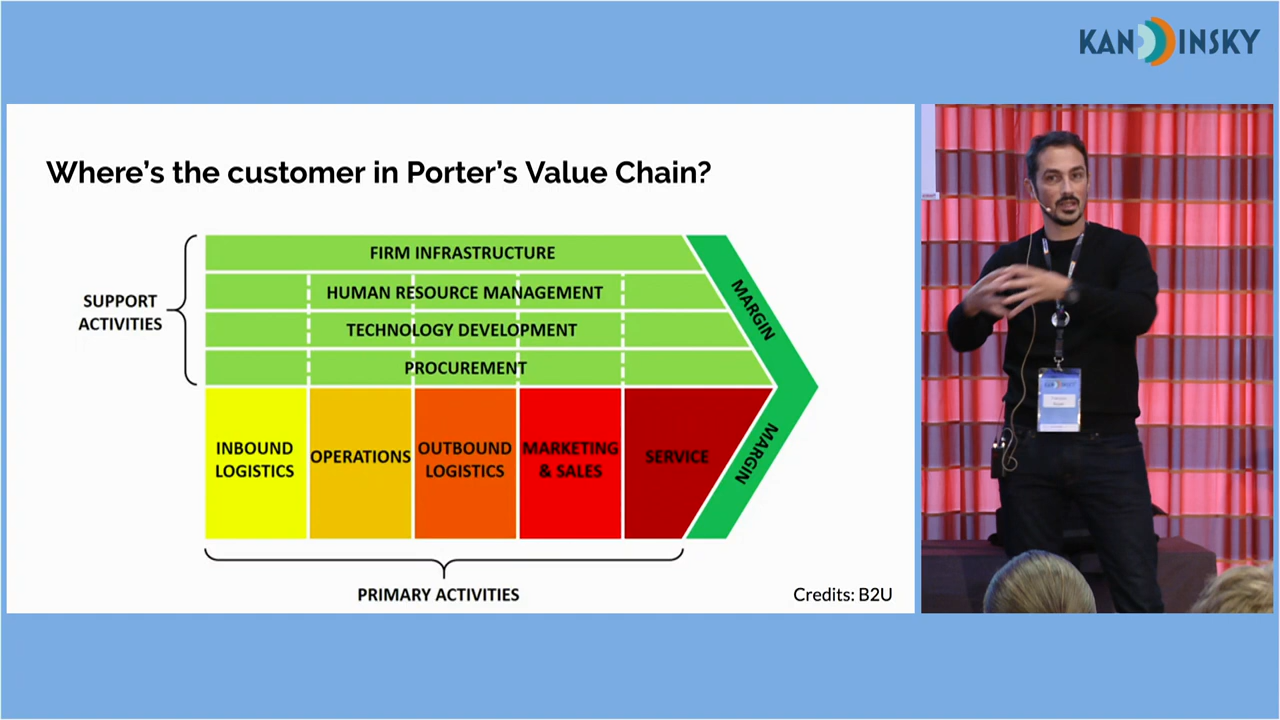 KANDINSKY
Where's the customer in Porter's Value Chain?
SUPPORT
ACTIVITIES
FIRM INFRASTRUCTURE
HUMAN RESOURCE MANAGEMENT
TECHNOLOGY DEVELOPMENT
PROCUREMENT
MARGIN
INBOUND
LOGISTICS
OPERATIONS
OUTBOUND
LOGISTICS
MARKETING
& SALES
SERVICE
MARGIN
PRIMARY ACTIVITIES
Credits: B2U
KANDINSKY